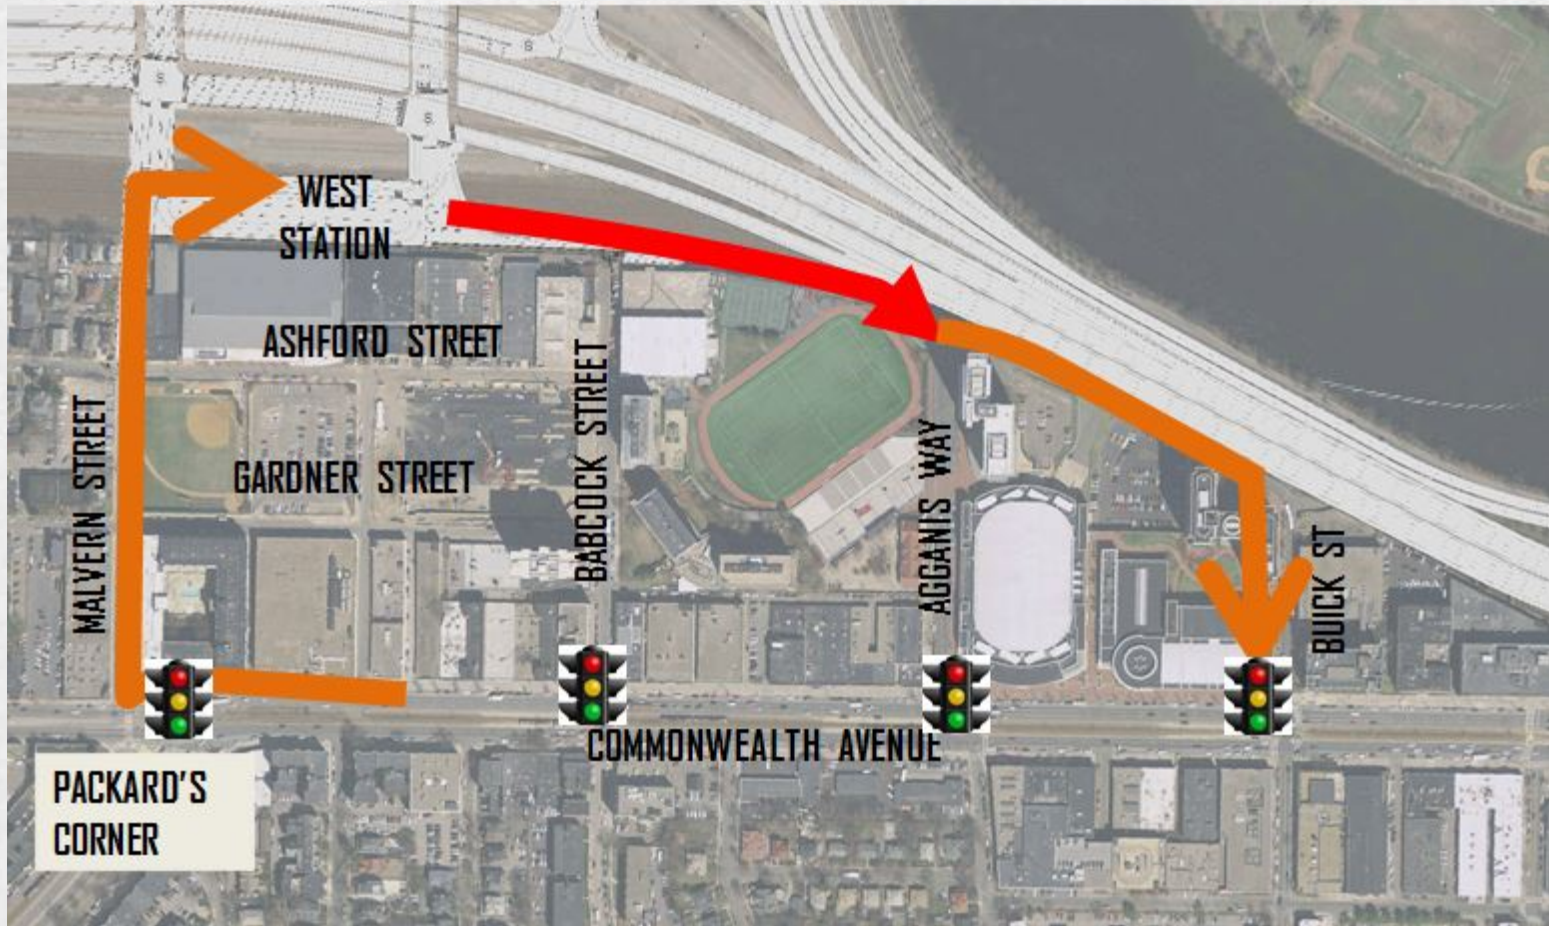 S
S
S
WEST
STATION
ASHFORD STREET
MALVERN STREET
GARDNER STREET
BABCOCK STREET
AGGANIS WAY
BUICK ST
COMMONWEALTH AVENUE
PACKARD'S
CORNER